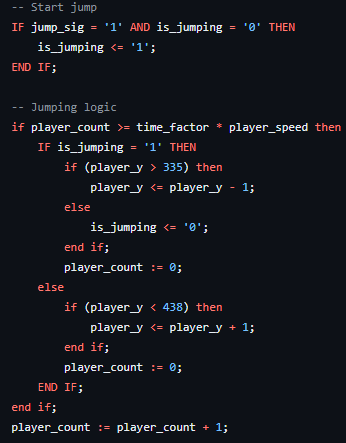 -- Start jump
IF jump_sig = '1' AND is_jumping = '0' THEN
    is_jumping <= '1';
END IF;

-- Jumping logic
if player_count >= time_factor * player_speed then
    IF is_jumping = '1' THEN
        if (player_y > 335) then
            player_y <= player_y - 1;
        else
            is_jumping <= '0';
        end if;
        player_count := 0;
    else
        if (player_y < 438) then
            player_y <= player_y + 1;
        end if;
        player_count := 0;
    END IF;
end if;
player_count := player_count + 1;